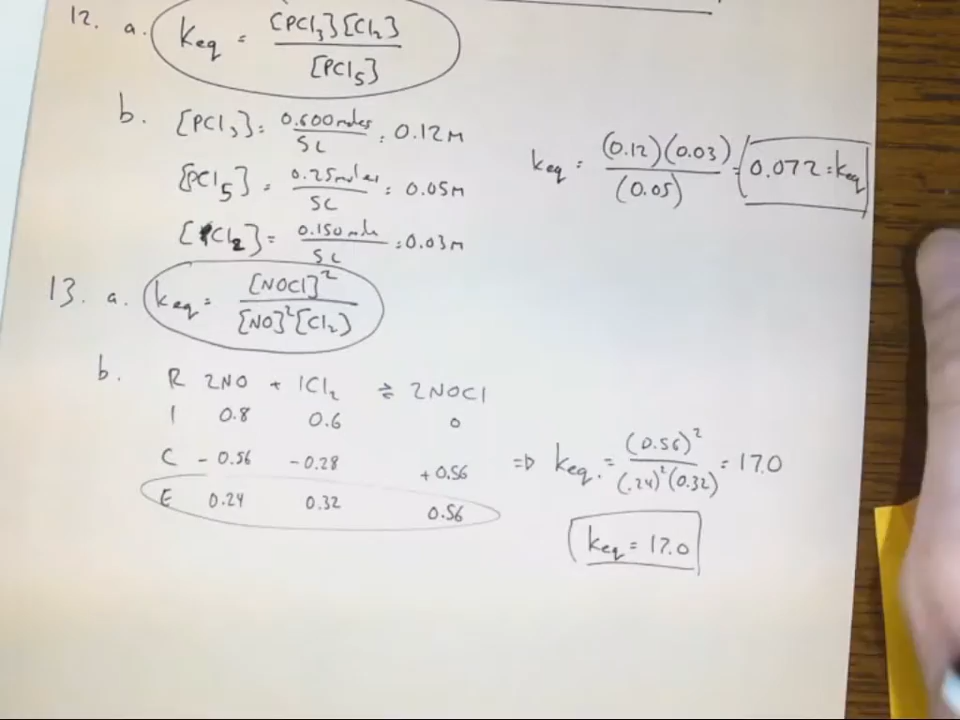 12. a. Keq = [PCl3][Cl2] / [PCl5]
b. [PCl3] = 0.600 moles / 5L = 0.12M
[PCl5] = 0.25 moles / 5L = 0.05M
[Cl2] = 0.150 mole / 5L = 0.03M
Keq = (0.12)(0.03) / (0.05) = 0.072 = Keq
13. a. Keq = [NOCl]² / [NO]²[Cl2]
b. R 2NO + 1Cl2 ⇌ 2NOCl
I 0.8 0.6 0
C - 0.56 - 0.28 + 0.56
E 0.24 0.32 0.56
⇒ Keq = (0.56)² / (.24)²(0.32) = 17.0
Keq = 17.0